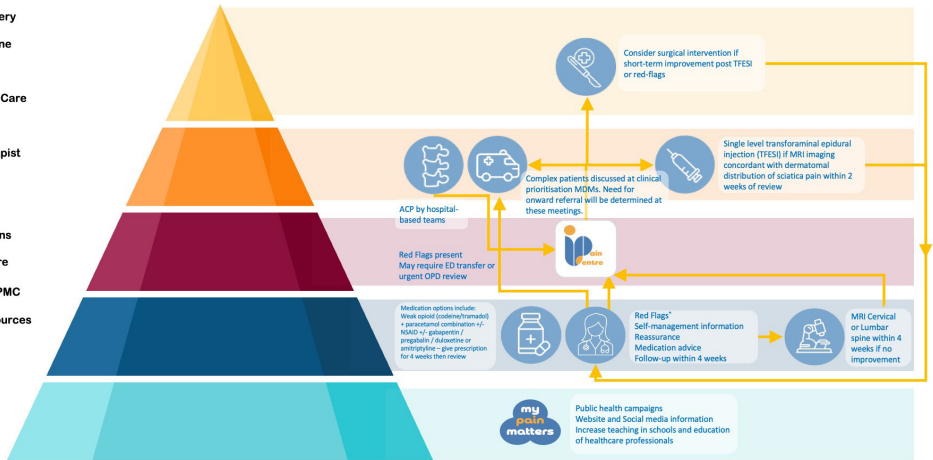 ery
ne
Care
pist
ns
re
PMC
ources
Consider surgical intervention if
short-term improvement post TFESI
or red-flags
Single level transforaminal epidural
injection (TFESI) if MRI imaging
concordant with dermatomal
distribution of sciatica pain within 2
weeks of review
Complex patients discussed at clinical
prioritisation MDMs. Need for
onward referral will be determined at
these meetings.
ACP by hospital-
based teams
Pain
Centre
Red Flags present
May require ED transfer or
urgent OPD review
Medication options include:
Weak opioid (codeine/tramadol)
+ paracetamol combination +/-
NSAID +/- gabapentin /
pregabalin / duloxetine or
amitriptyline – give prescription
for 4 weeks then review
Red Flags*
Self-management information
Reassurance
Medication advice
Follow-up within 4 weeks
MRI Cervical
or Lumbar
spine within 4
weeks if no
improvement
my
pain
matters
Public health campaigns
Website and Social media information
Increase teaching in schools and education
of healthcare professionals